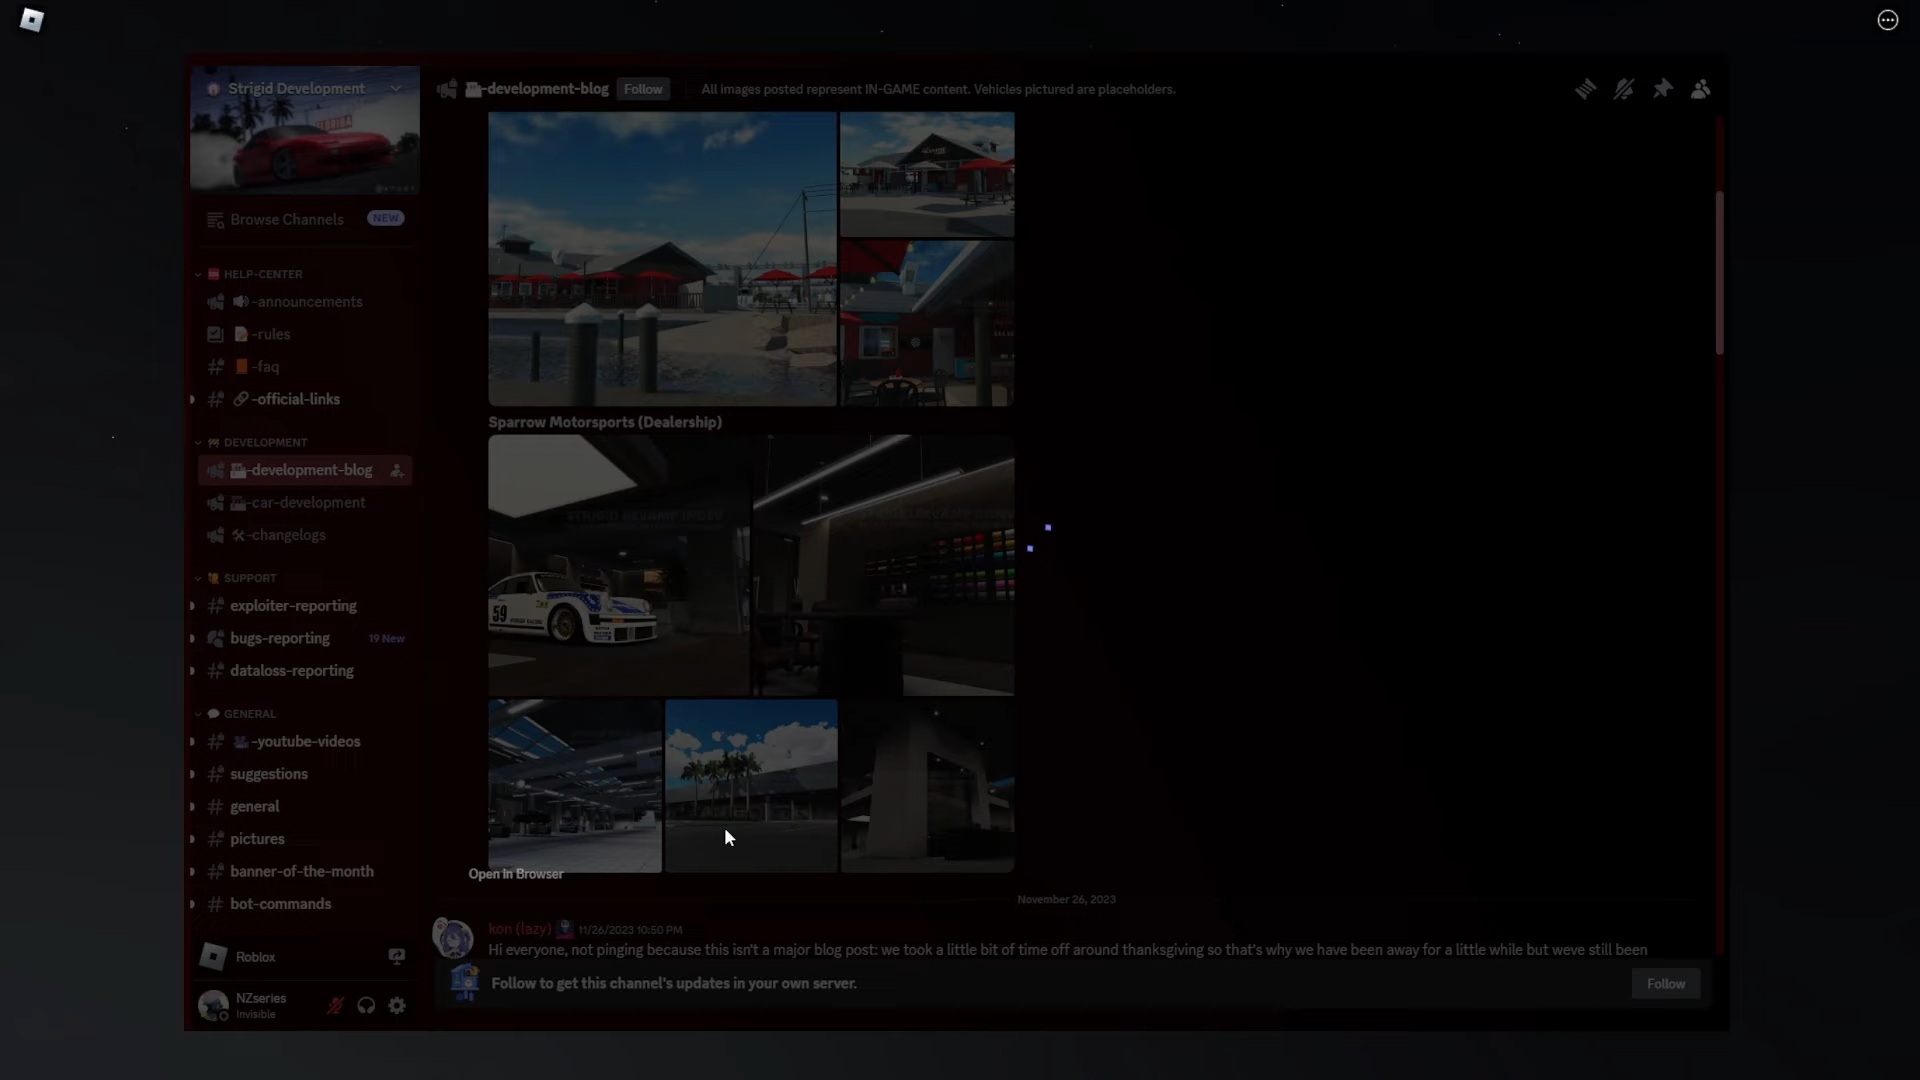 Strigid Development
-development-blog
Follow
All images posted represent IN-GAME content. Vehicles pictured are placeholders.
FLORIDA
Browse Channels
NEW
HELP-CENTER
-announcements
-rules
-faq
-official-links
DEVELOPMENT
-development-blog
-car-development
-changelogs
SUPPORT
exploiter-reporting
bugs-reporting
19 New
dataloss-reporting
GENERAL
-youtube-videos
suggestions
general
pictures
banner-of-the-month
bot-commands
Roblox
NZseries
Invisible
Sparrow Motorsports (Dealership)
STRIGID REVAMP INDEV
59
Open in Browser
November 26, 2023
kon (lazy)
11/26/2023 10:50 PM
Hi everyone, not pinging because this isn't a major blog post: we took a little bit of time off around thanksgiving so that's why we have been away for a little while but weve still been
Follow to get this channel's updates in your own server.
Follow